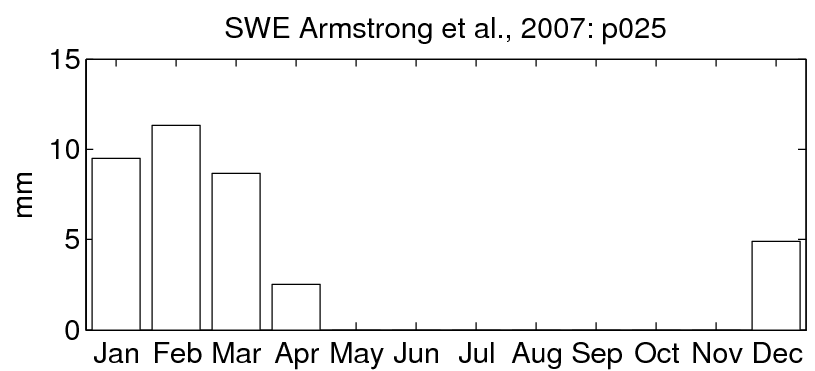 SWE Armstrong et al., 2007: p025
15
10
5
0
mm
Jan Feb Mar Apr May Jun Jul Aug Sep Oct Nov Dec